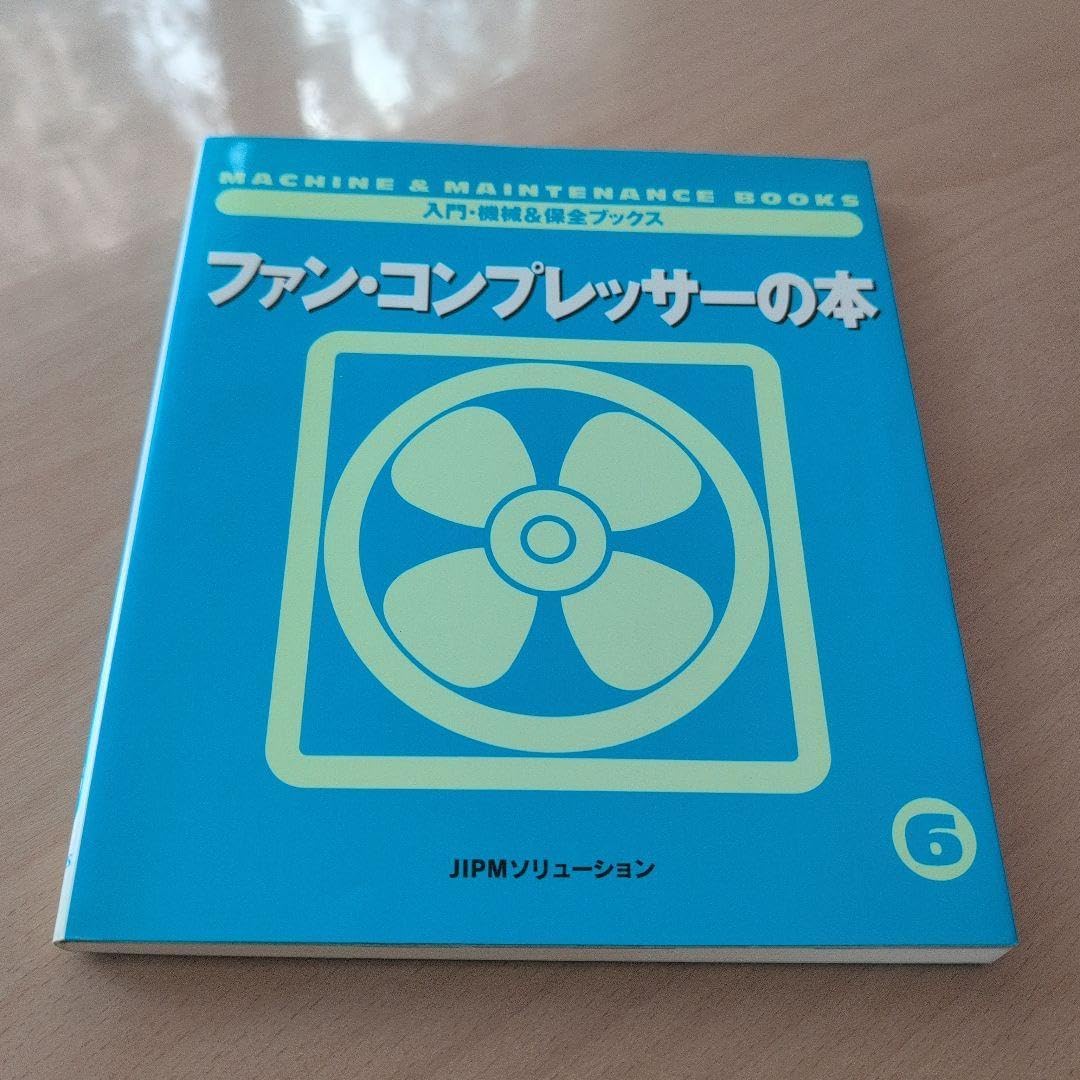 MACHINE & MAINTENANCE BOOKS
入門・機械&保全ブックス
ファン・コンプレッサーの本
6
JIPMソリューション